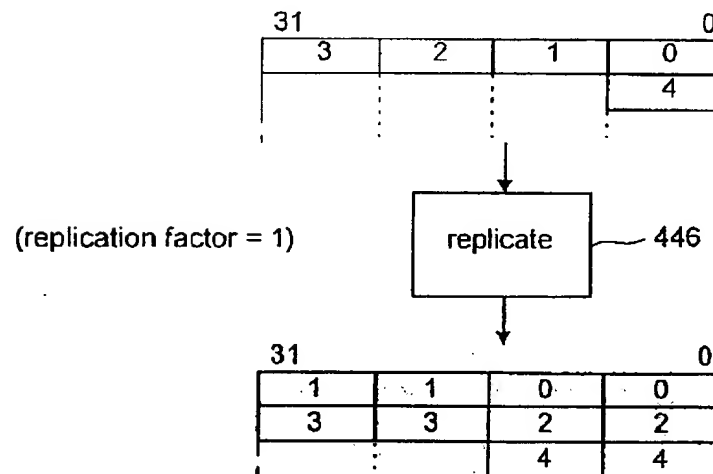 31 0
3 2 1 0
4
(replication factor = 1) replicate 446
31 0
1 1 0 0
3 3 2 2
4 4